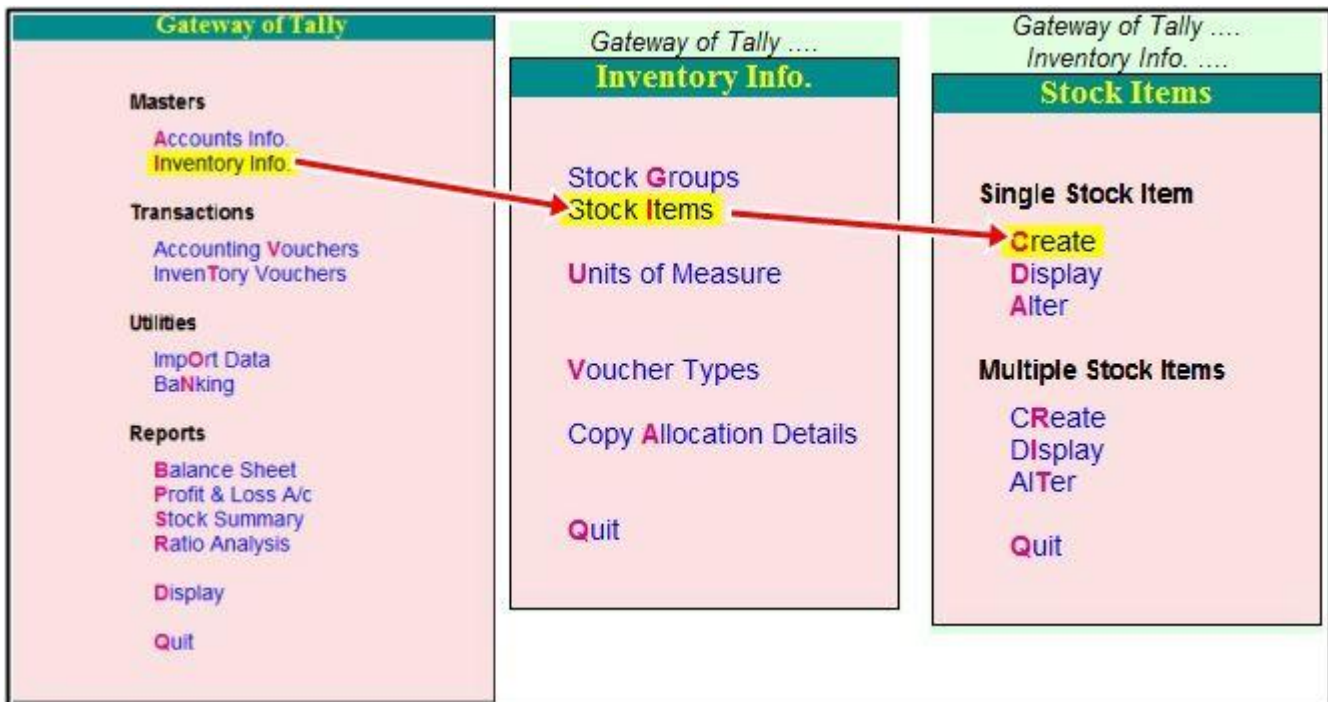 Gateway of Tally
Masters
Accounts Info.
Inventory Info.
Transactions
Accounting Vouchers
InvenTory Vouchers
Utilities
ImpOrt Data
BaNking
Reports
Balance Sheet
Profit & Loss A/c
Stock Summary
Ratio Analysis
Display
Quit
Gateway of Tally ....
Inventory Info.
Stock Groups
Stock Items
Units of Measure
Voucher Types
Copy Allocation Details
Quit
Gateway of Tally ....
Inventory Info. ....
Stock Items
Single Stock Item
Create
Display
Alter
Multiple Stock Items
CReate
DIsplay
AlTer
Quit